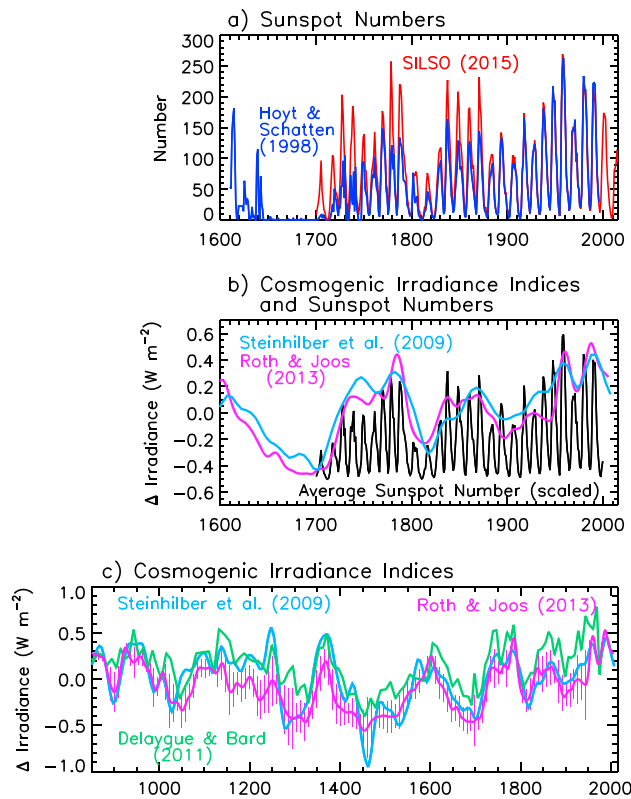 a) Sunspot Numbers
300
250
200
150
100
50
0
Number
SILSO (2015)
Hoyt &
Schatten
(1998)
1600 1700 1800 1900 2000
b) Cosmogenic Irradiance Indices
and Sunspot Numbers
0.6
0.4
0.2
0.0
−0.2
−0.4
−0.6
Δ Irradiance (W m⁻²)
Steinhilber et al. (2009)
Roth & Joos
(2013)
Average Sunspot Number (scaled)
1600 1700 1800 1900 2000
c) Cosmogenic Irradiance Indices
1.0
0.5
0.0
−0.5
−1.0
Δ Irradiance (W m⁻²)
Steinhilber et al. (2009)
Roth & Joos (2013)
Delaygue & Bard
(2011)
1000 1200 1400 1600 1800 2000